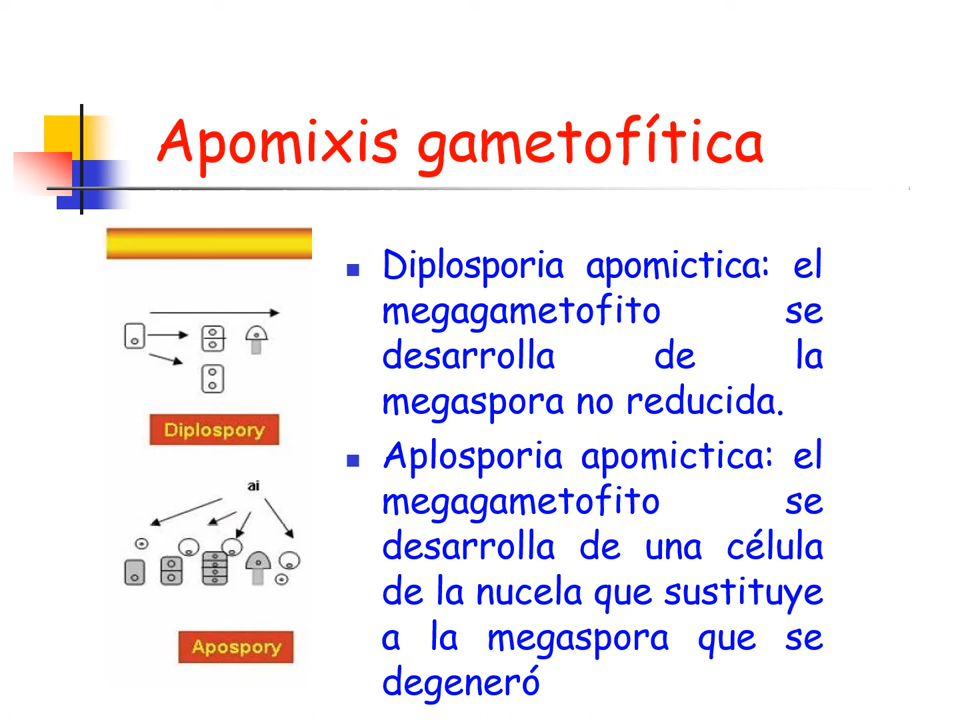 Apomixis gametofítica
Diplosporia apomictica: el
megagametofito se
desarrolla de la
megaspora no reducida.
Aplosporia apomictica: el
megagametofito se
desarrolla de una célula
de la nucela que sustituye
a la megaspora que se
degeneró
Diplospory
ai
Apospory